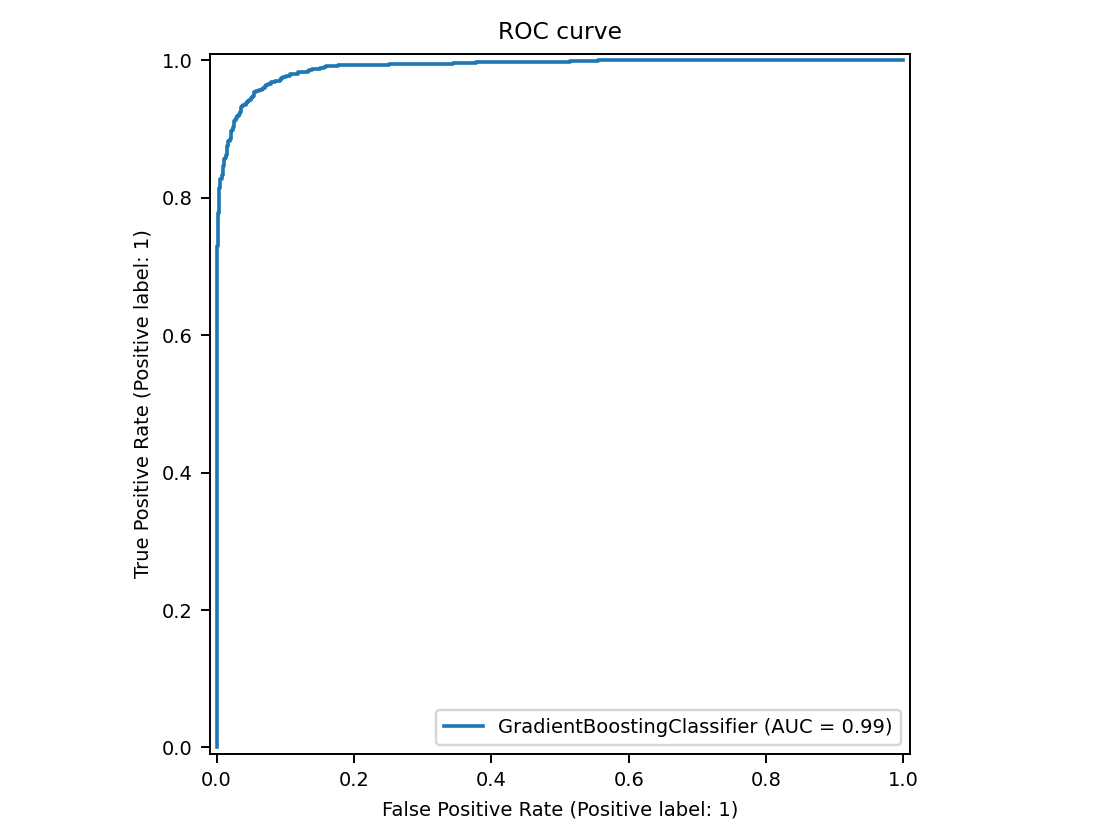 ROC curve
1.0
0.8
0.6
0.4
0.2
0.0
True Positive Rate (Positive label: 1)
GradientBoostingClassifier (AUC = 0.99)
0.0 0.2 0.4 0.6 0.8 1.0
False Positive Rate (Positive label: 1)